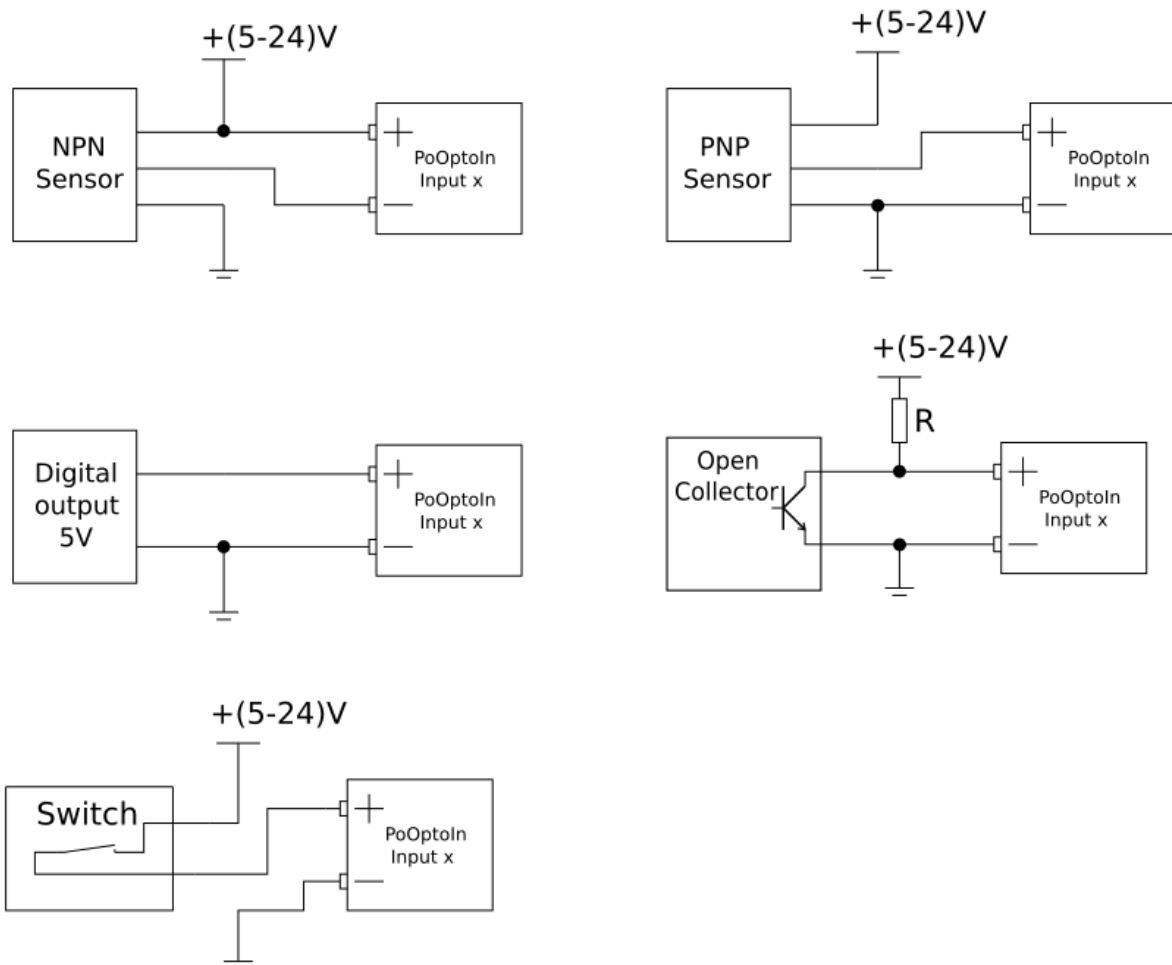 +(5-24)V
NPN
Sensor
+
PoOptoIn
Input x
—
+(5-24)V
PNP
Sensor
+
PoOptoIn
Input x
—
Digital
output
5V
+
PoOptoIn
Input x
—
+(5-24)V
R
Open
Collector
+
PoOptoIn
Input x
—
+(5-24)V
Switch
+
PoOptoIn
Input x
—